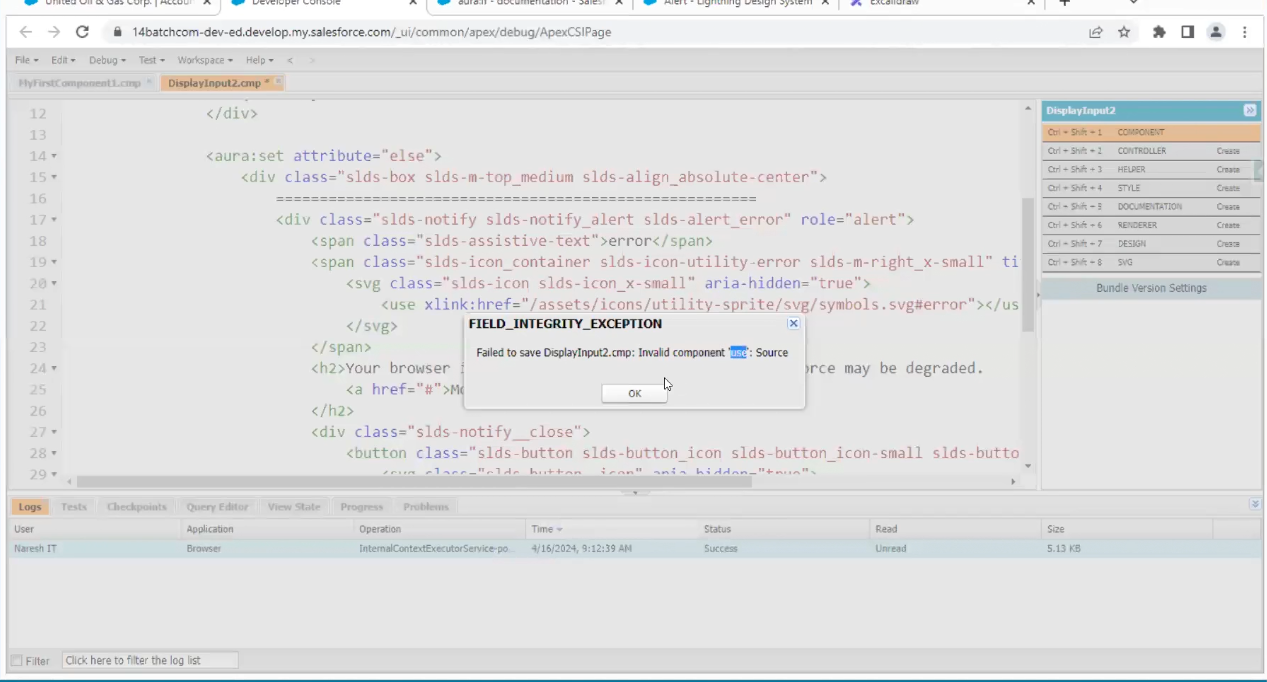 United Oil & Gas Corp. | Accoun
Developer Console
aura:if - documentation - Salesf
Alert - Lightning Design System
Excalidraw
14batchcom-dev-ed.develop.my.salesforce.com/_ui/common/apex/debug/ApexCSIPage
File Edit Debug Test Workspace Help < >
MyFirstComponent1.cmp
DisplayInput2.cmp *
12 </div>
13
14 <aura:set attribute="else">
15 <div class="slds-box slds-m-top_medium slds-align_absolute-center">
16 =======================================================
17 <div class="slds-notify slds-notify_alert slds-alert_error" role="alert">
18 <span class="slds-assistive-text">error</span>
19 <span class="slds-icon_container slds-icon-utility-error slds-m-right_x-small" ti
20 <svg class="slds-icon slds-icon_x-small" aria-hidden="true">
21 <use xlink:href="/assets/icons/utility-sprite/svg/symbols.svg#error"></us
22 </svg>
23 </span>
24 <h2>Your browser i orce may be degraded.
25 <a href="#">Mo
26 </h2>
27 <div class="slds-notify__close">
28 <button class="slds-button slds-button_icon slds-button_icon-small slds-butto
29 <svg class="slds-button__icon" aria-hidden="true">
FIELD_INTEGRITY_EXCEPTION
Failed to save DisplayInput2.cmp: Invalid component 'use': Source
OK
DisplayInput2
Ctrl + Shift + 1 COMPONENT
Ctrl + Shift + 2 CONTROLLER Create
Ctrl + Shift + 3 HELPER Create
Ctrl + Shift + 4 STYLE Create
Ctrl + Shift + 5 DOCUMENTATION Create
Ctrl + Shift + 6 RENDERER Create
Ctrl + Shift + 7 DESIGN Create
Ctrl + Shift + 8 SVG Create
Bundle Version Settings
Logs Tests Checkpoints Query Editor View State Progress Problems
User Application Operation Time Status Read Size
Naresh IT Browser InternalContextExecutorService-po... 4/16/2024, 9:12:39 AM Success Unread 5.13 KB
Filter Click here to filter the log list